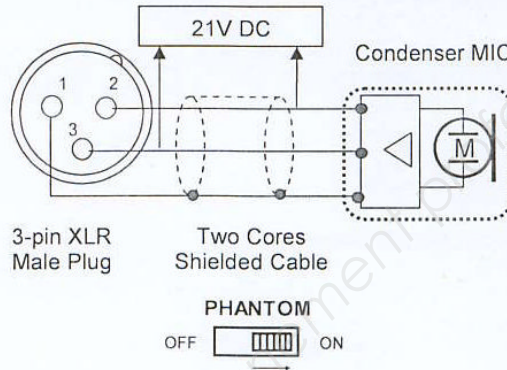 21V DC
Condenser MIC
1
2
3
M
3-pin XLR
Male Plug
Two Cores
Shielded Cable
PHANTOM
OFF
ON